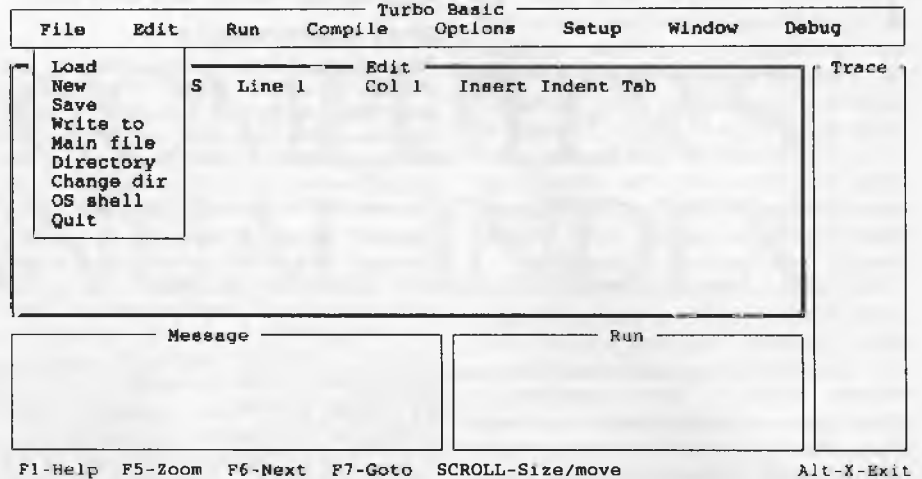 Turbo Basic
File Edit Run Compile Options Setup Window Debug
Edit
Trace
S Line 1 Col 1 Insert Indent Tab
Load
New
Save
Write to
Main file
Directory
Change dir
OS shell
Quit
Message
Run
F1-Help F5-Zoom F6-Next F7-Goto SCROLL-Size/move Alt-X-Exit